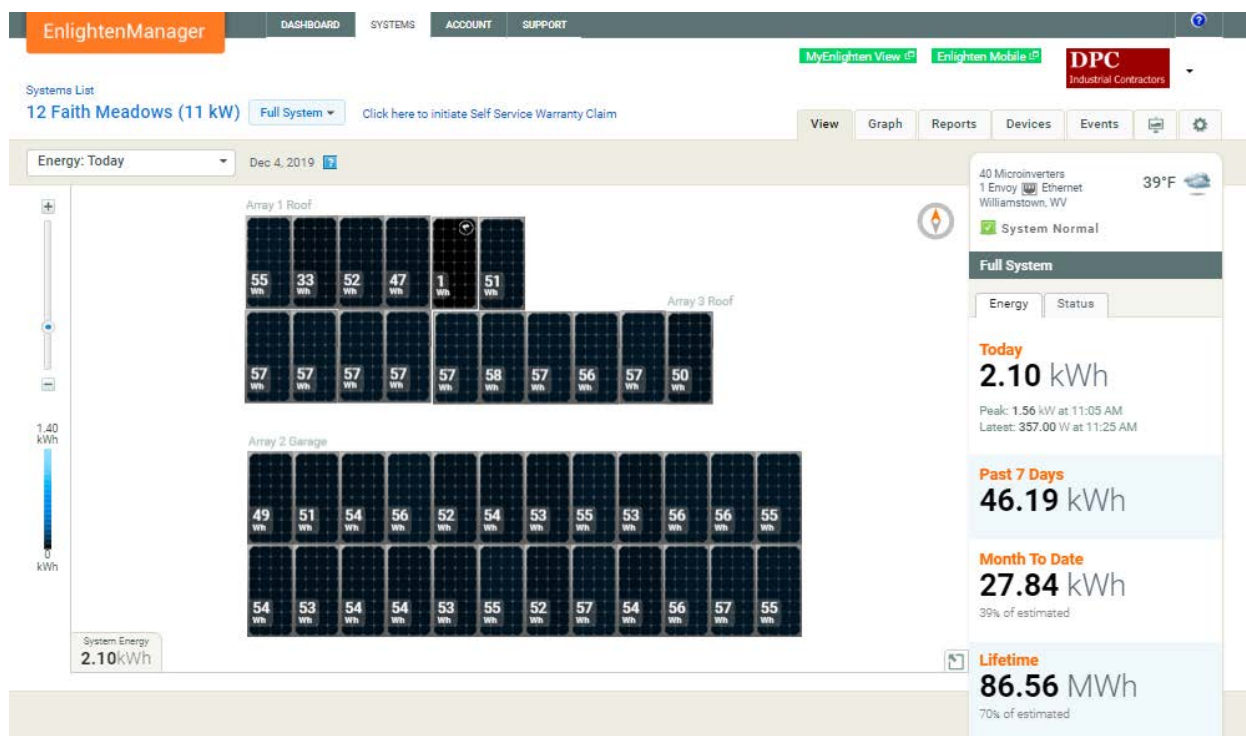 EnlightenManager
DASHBOARD SYSTEMS ACCOUNT SUPPORT
MyEnlighten View Enlighten Mobile
DPC
Industrial Contractors
Systems List
12 Faith Meadows (11 kW) Full System Click here to initiate Self Service Warranty Claim
View Graph Reports Devices Events
Energy: Today Dec 4, 2019 ?
40 Microinverters
1 Envoy Ethernet
Williamstown, WV
39°F
System Normal
Array 1 Roof
55 33 52 47 1 51
Wh Wh Wh Wh Wh Wh
Array 3 Roof
57 57 57 57 57 58 57 56 57 50
Wh Wh Wh Wh Wh Wh Wh Wh Wh Wh
Array 2 Garage
49 51 54 56 52 54 53 55 53 56 56 55
Wh Wh Wh Wh Wh Wh Wh Wh Wh Wh Wh Wh
54 53 54 54 53 55 52 57 54 56 57 55
Wh Wh Wh Wh Wh Wh Wh Wh Wh Wh Wh Wh
1.40
kWh
0
kWh
System Energy
2.10kWh
Full System
Energy Status
Today
2.10 kWh
Peak: 1.56 kW at 11:05 AM
Latest: 357.00 W at 11:25 AM
Past 7 Days
46.19 kWh
Month To Date
27.84 kWh
39% of estimated
Lifetime
86.56 MWh
70% of estimated